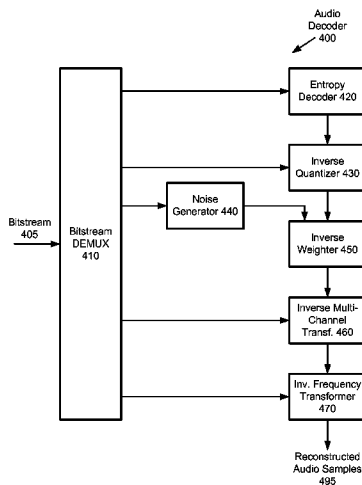 Audio
Decoder
400
Entropy
Decoder 420
Inverse
Quantizer 430
Noise
Generator 440
Bitstream
405
Bitstream
DEMUX
410
Inverse
Weighter 450
Inverse Multi-
Channel
Transf. 460
Inv. Frequency
Transformer
470
Reconstructed
Audio Samples
495